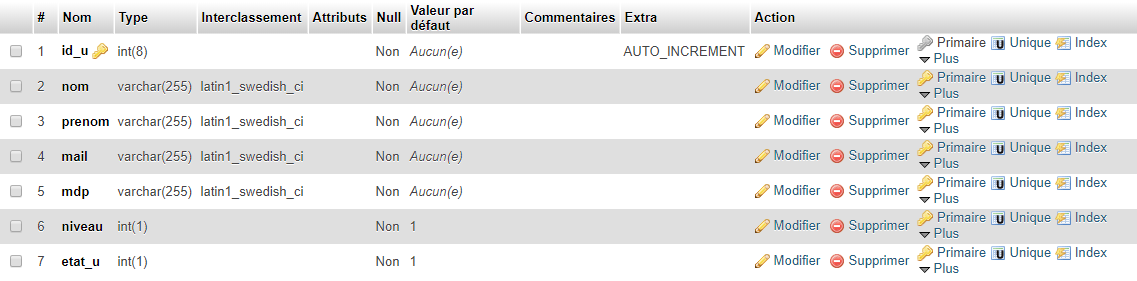 # Nom Type Interclassement Attributs Null Valeur par défaut Commentaires Extra Action
1 id_u int(8) Non Aucun(e) AUTO_INCREMENT Modifier Supprimer Primaire U Unique Index
Plus
2 nom varchar(255) latin1_swedish_ci Non Aucun(e) Modifier Supprimer Primaire U Unique Index
Plus
3 prenom varchar(255) latin1_swedish_ci Non Aucun(e) Modifier Supprimer Primaire U Unique Index
Plus
4 mail varchar(255) latin1_swedish_ci Non Aucun(e) Modifier Supprimer Primaire U Unique Index
Plus
5 mdp varchar(255) latin1_swedish_ci Non Aucun(e) Modifier Supprimer Primaire U Unique Index
Plus
6 niveau int(1) Non 1 Modifier Supprimer Primaire U Unique Index
Plus
7 etat_u int(1) Non 1 Modifier Supprimer Primaire U Unique Index
Plus